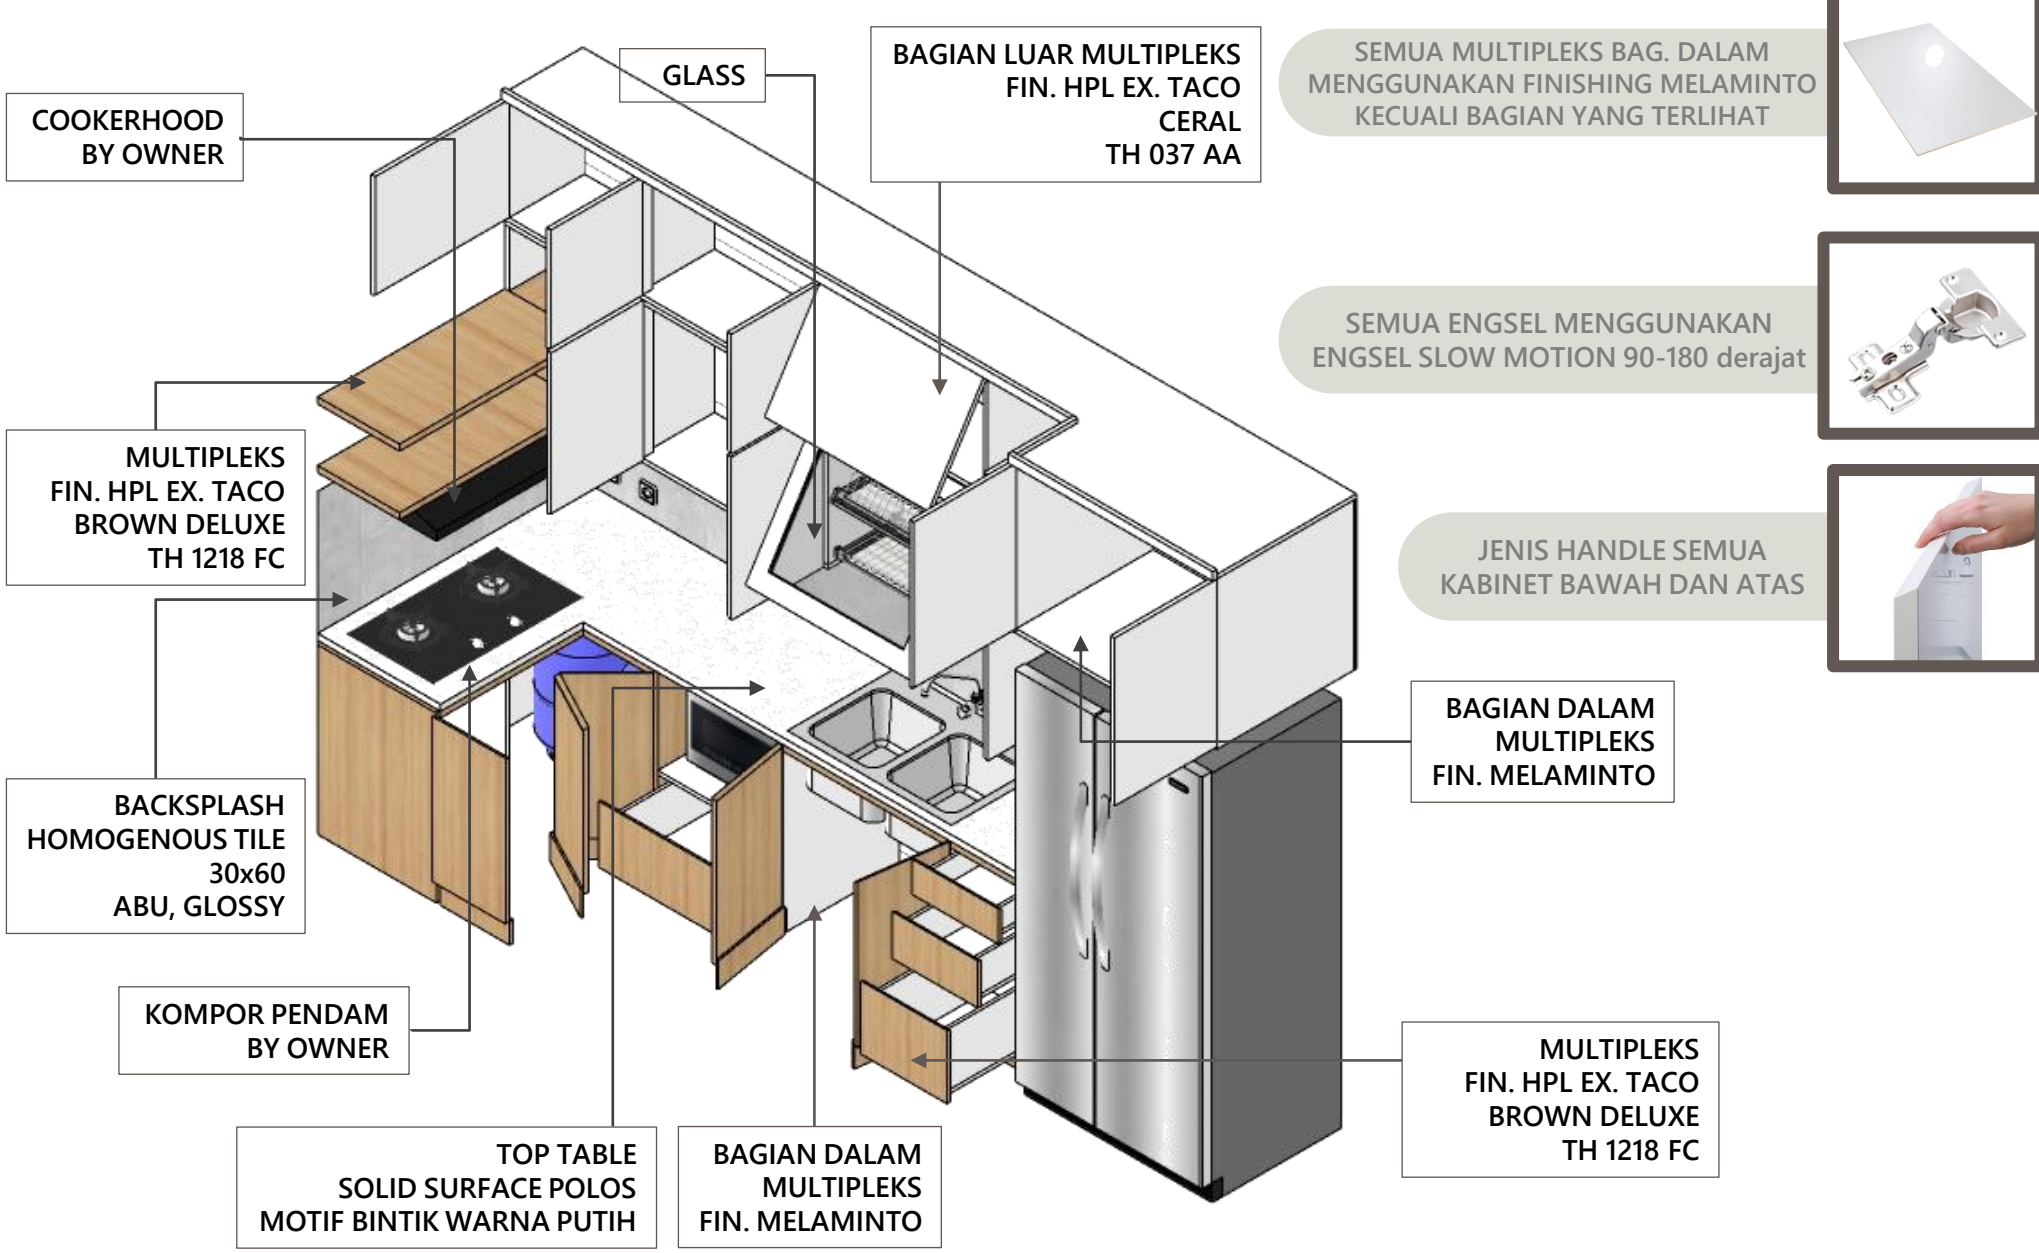 GLASS
BAGIAN LUAR MULTIPLEKS
FIN. HPL EX. TACO
CERAL
TH 037 AA
SEMUA MULTIPLEKS BAG. DALAM
MENGGUNAKAN FINISHING MELAMINTO
KECUALI BAGIAN YANG TERLIHAT
COOKERHOOD
BY OWNER
SEMUA ENGSEL MENGGUNAKAN
ENGSEL SLOW MOTION 90-180 derajat
MULTIPLEKS
FIN. HPL EX. TACO
BROWN DELUXE
TH 1218 FC
JENIS HANDLE SEMUA
KABINET BAWAH DAN ATAS
BAGIAN DALAM
MULTIPLEKS
FIN. MELAMINTO
BACKSPLASH
HOMOGENOUS TILE
30x60
ABU, GLOSSY
KOMPOR PENDAM
BY OWNER
MULTIPLEKS
FIN. HPL EX. TACO
BROWN DELUXE
TH 1218 FC
TOP TABLE
SOLID SURFACE POLOS
MOTIF BINTIK WARNA PUTIH
BAGIAN DALAM
MULTIPLEKS
FIN. MELAMINTO